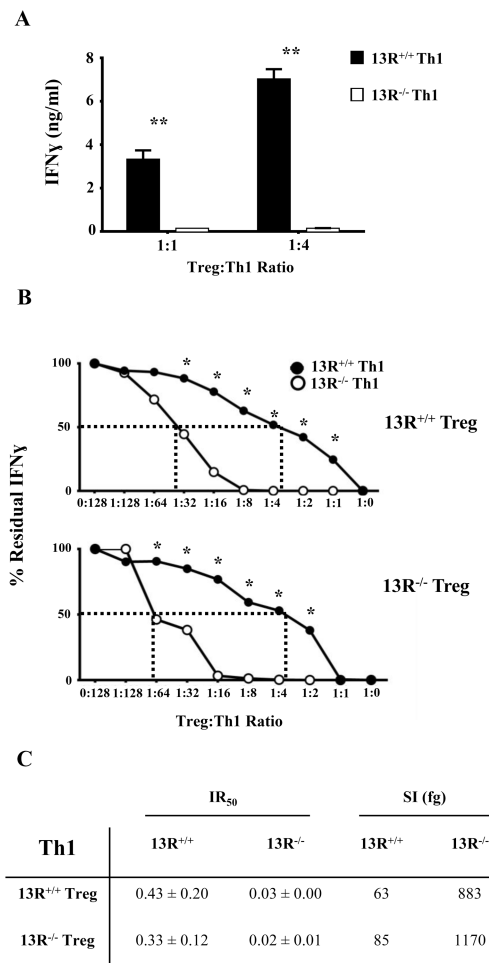 A
IFNɣ (ng/ml)
8
6
4
2
0
**
**
13R+/+ Th1
13R-/- Th1
1:1
1:4
Treg:Th1 Ratio
B
% Residual IFNɣ
100
50
0
* * * * * *
13R+/+ Th1
13R-/- Th1
13R+/+ Treg
0:128 1:128 1:64 1:32 1:16 1:8 1:4 1:2 1:1 1:0
100
50
0
* * * * * *
13R-/- Treg
0:128 1:128 1:64 1:32 1:16 1:8 1:4 1:2 1:1 1:0
Treg:Th1 Ratio
C
IR50 SI (fg)
Th1 13R+/+ 13R-/- 13R+/+ 13R-/-
13R+/+ Treg 0.43 ± 0.20 0.03 ± 0.00 63 883
13R-/- Treg 0.33 ± 0.12 0.02 ± 0.01 85 1170